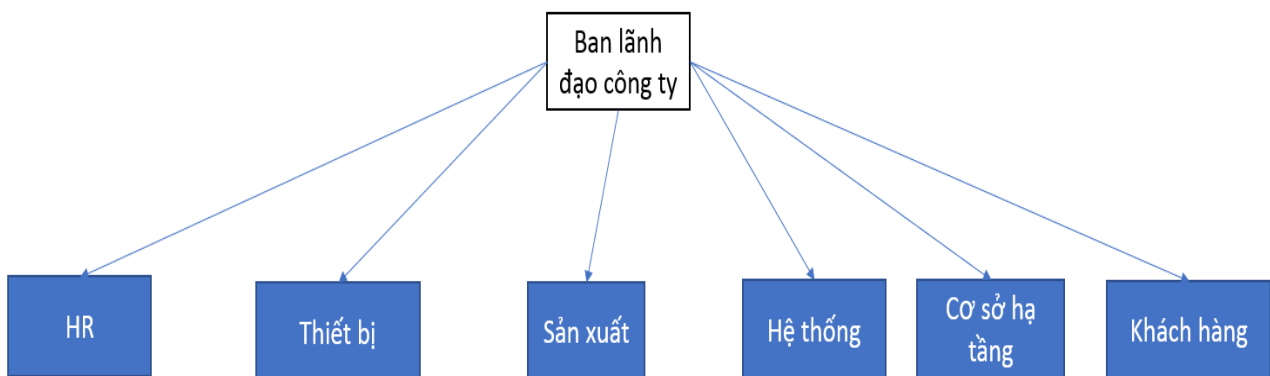 Ban lãnh
đạo công ty
HR
Thiết bị
Sản xuất
Hệ thống
Cơ sở hạ
tầng
Khách hàng